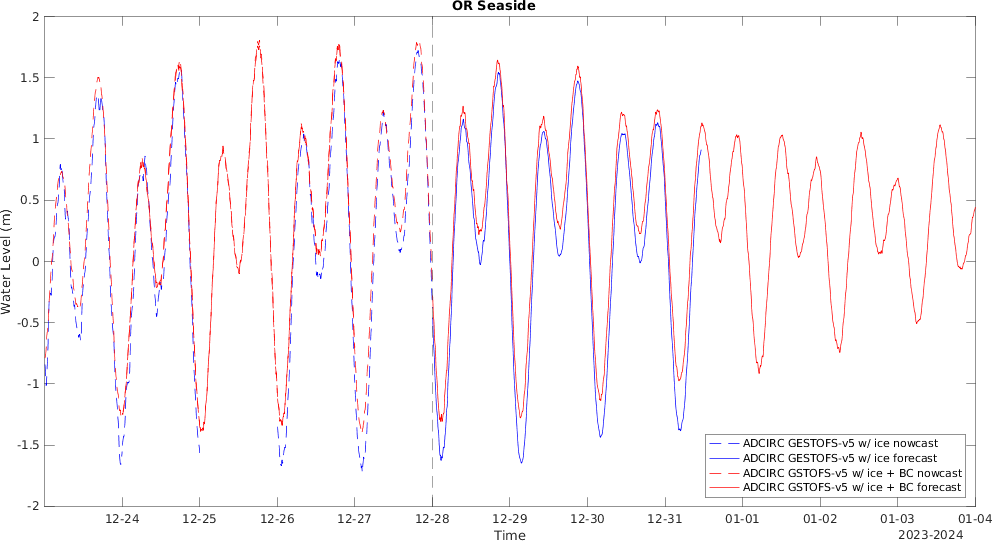 OR Seaside
2
1.5
1
0.5
0
-0.5
-1
-1.5
-2
Water Level (m)
12-24 12-25 12-26 12-27 12-28 12-29 12-30 12-31 01-01 01-02 01-03 01-04
Time
2023-2024
ADCIRC GESTOFS-v5 w/ ice nowcast
ADCIRC GESTOFS-v5 w/ ice forecast
ADCIRC GSTOFS-v5 w/ ice + BC nowcast
ADCIRC GSTOFS-v5 w/ ice + BC forecast